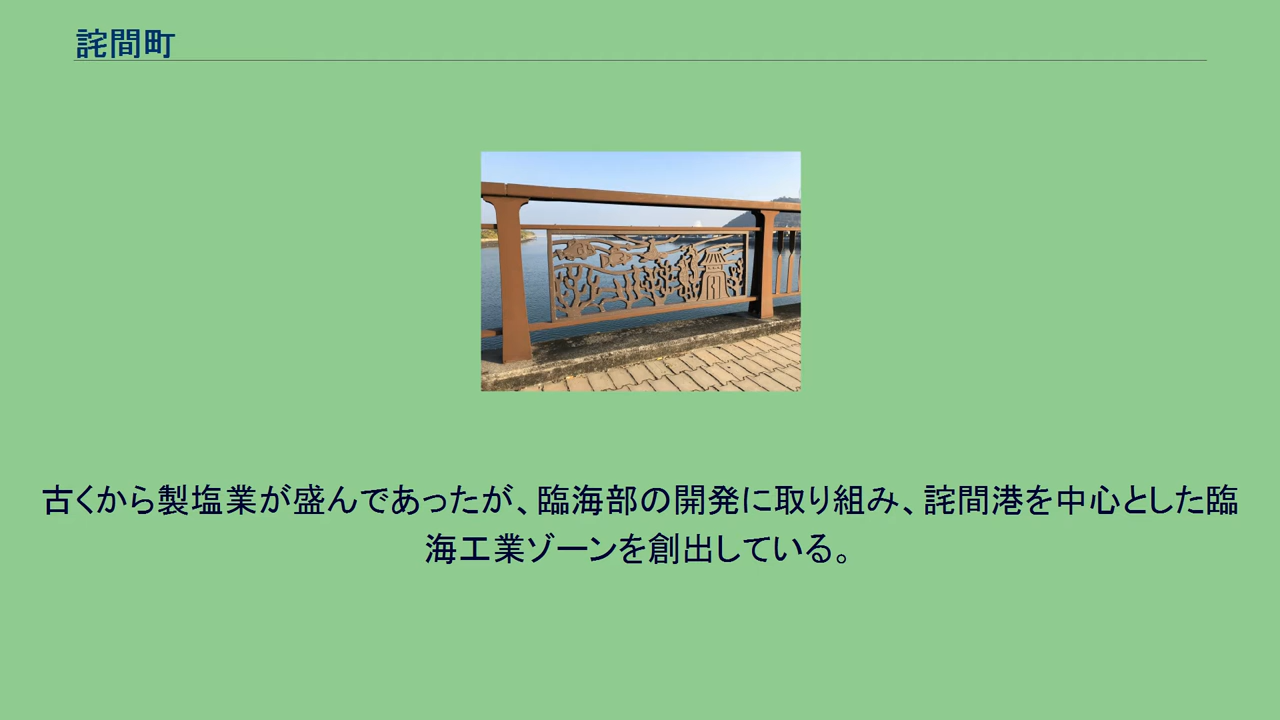 詫間町
古くから製塩業が盛んであったが、臨海部の開発に取り組み、詫間港を中心とした臨
海工業ゾーンを創出している。